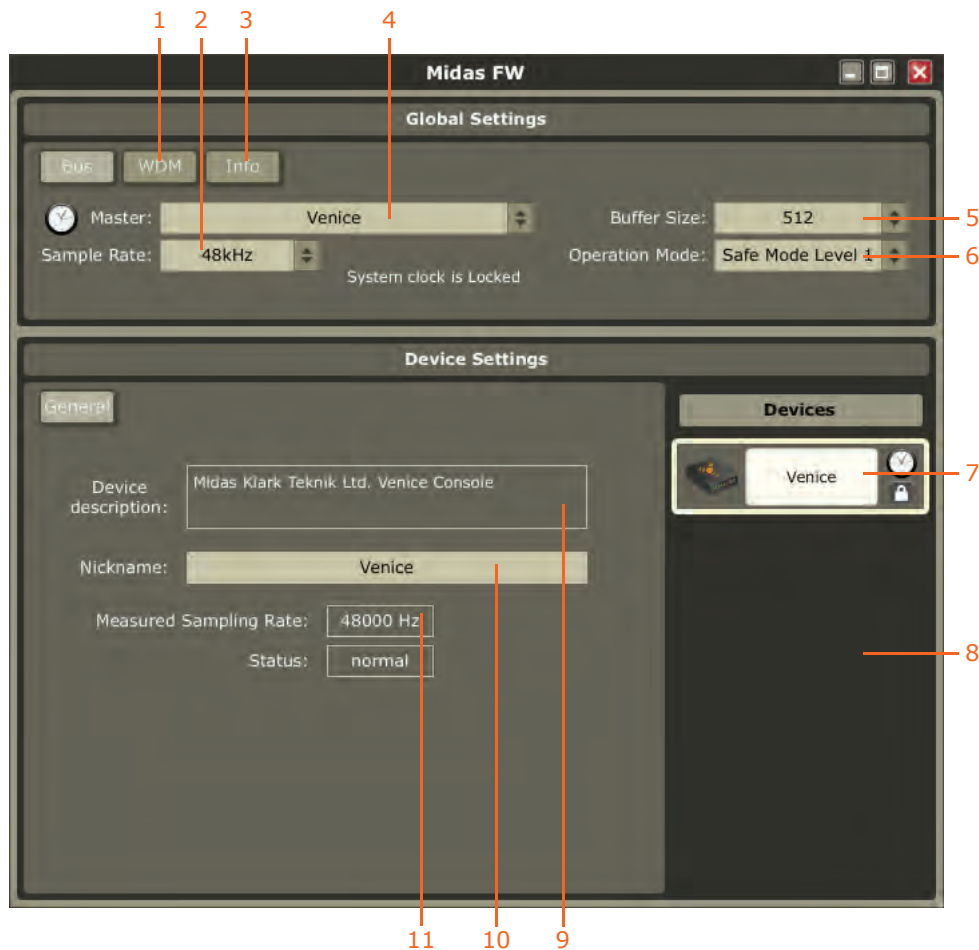 1 2 3 4
Midas FW
Global Settings
Bus WDM Info
Master: Venice Buffer Size: 512 5
Sample Rate: 48kHz Operation Mode: Safe Mode Level 1 6
System clock is Locked
Device Settings
General
Devices
Venice 7
Device
description:
Midas Klark Teknik Ltd. Venice Console
Nickname: Venice
Measured Sampling Rate: 48000 Hz
Status: normal
8
11 10 9